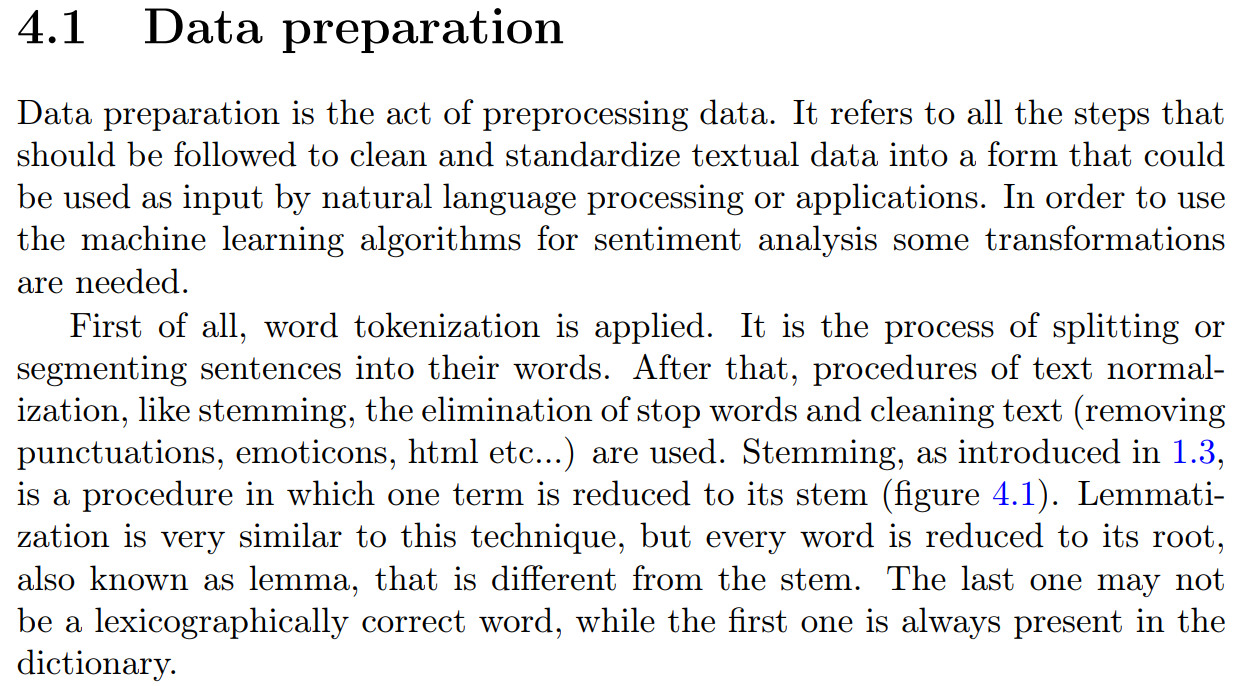 4.1 Data preparation
Data preparation is the act of preprocessing data. It refers to all the steps that
should be followed to clean and standardize textual data into a form that could
be used as input by natural language processing or applications. In order to use
the machine learning algorithms for sentiment analysis some transformations
are needed.
First of all, word tokenization is applied. It is the process of splitting or
segmenting sentences into their words. After that, procedures of text normal-
ization, like stemming, the elimination of stop words and cleaning text (removing
punctuations, emoticons, html etc...) are used. Stemming, as introduced in 1.3,
is a procedure in which one term is reduced to its stem (figure 4.1). Lemmati-
zation is very similar to this technique, but every word is reduced to its root,
also known as lemma, that is different from the stem. The last one may not
be a lexicographically correct word, while the first one is always present in the
dictionary.